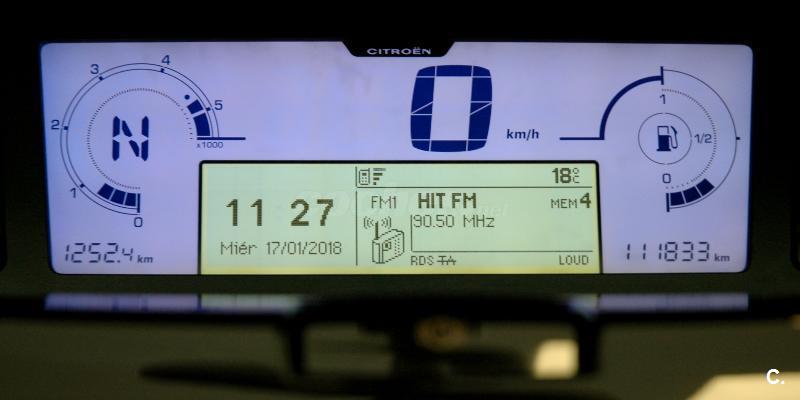 CITROËN
0 1 2 3 4 5
x1000
N
0 km/h
1 1/2 0
1252.4 km
111833 km
18°C
11 27
Miér 17/01/2018
FM1 HIT FM MEM 4
90.50 MHz
RDS TA LOUD
C.